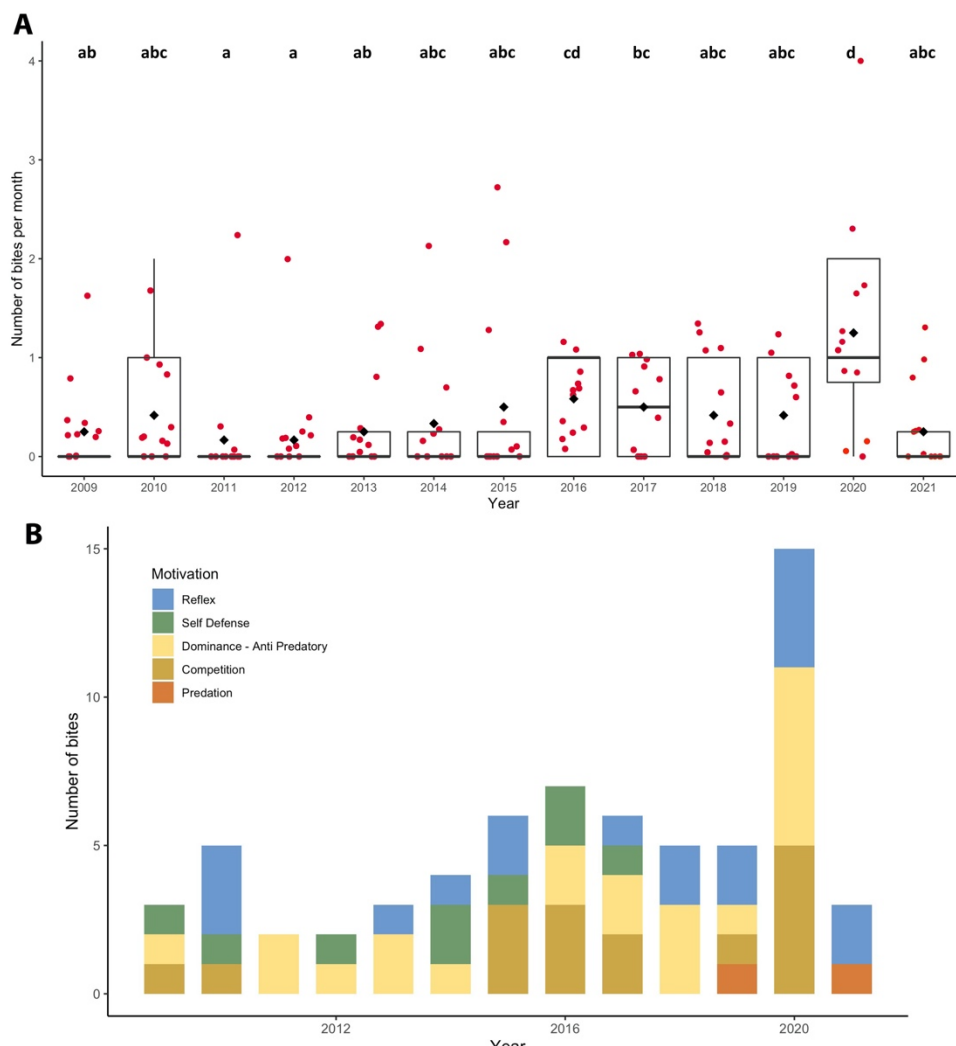 A
ab abc a a ab abc abc cd bc abc abc d abc
4
3
2
1
0
Number of bites per month
2009 2010 2011 2012 2013 2014 2015 2016 2017 2018 2019 2020 2021
Year
B
15
10
5
0
Number of bites
Motivation
Reflex
Self Defense
Dominance - Anti Predatory
Competition
Predation
2012 2016 2020
Year